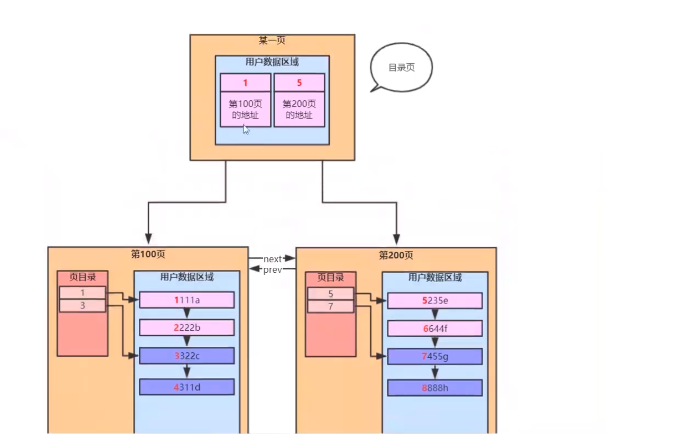 某一页
用户数据区域
1
5
第100页
的地址
第200页
的地址
目录页
第100页
页目录
1
3
用户数据区域
1111a
2222b
3322c
4311d
next
prev
第200页
页目录
5
7
用户数据区域
5235e
6644f
7455g
8888h